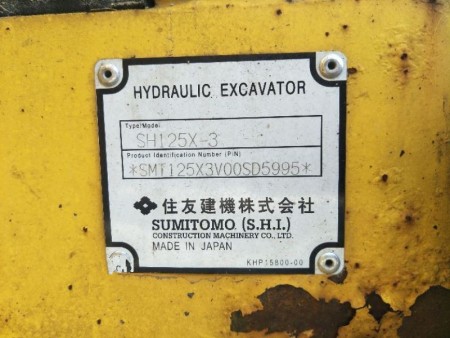 HYDRAULIC EXCAVATOR
Type/Model
SH125X-3
Product Identification Number (PIN)
*SMT125X3V00SD5995*
住友建機株式会社
SUMITOMO (S.H.I.)
CONSTRUCTION MACHINERY CO., LTD.
MADE IN JAPAN
KHP15800-00